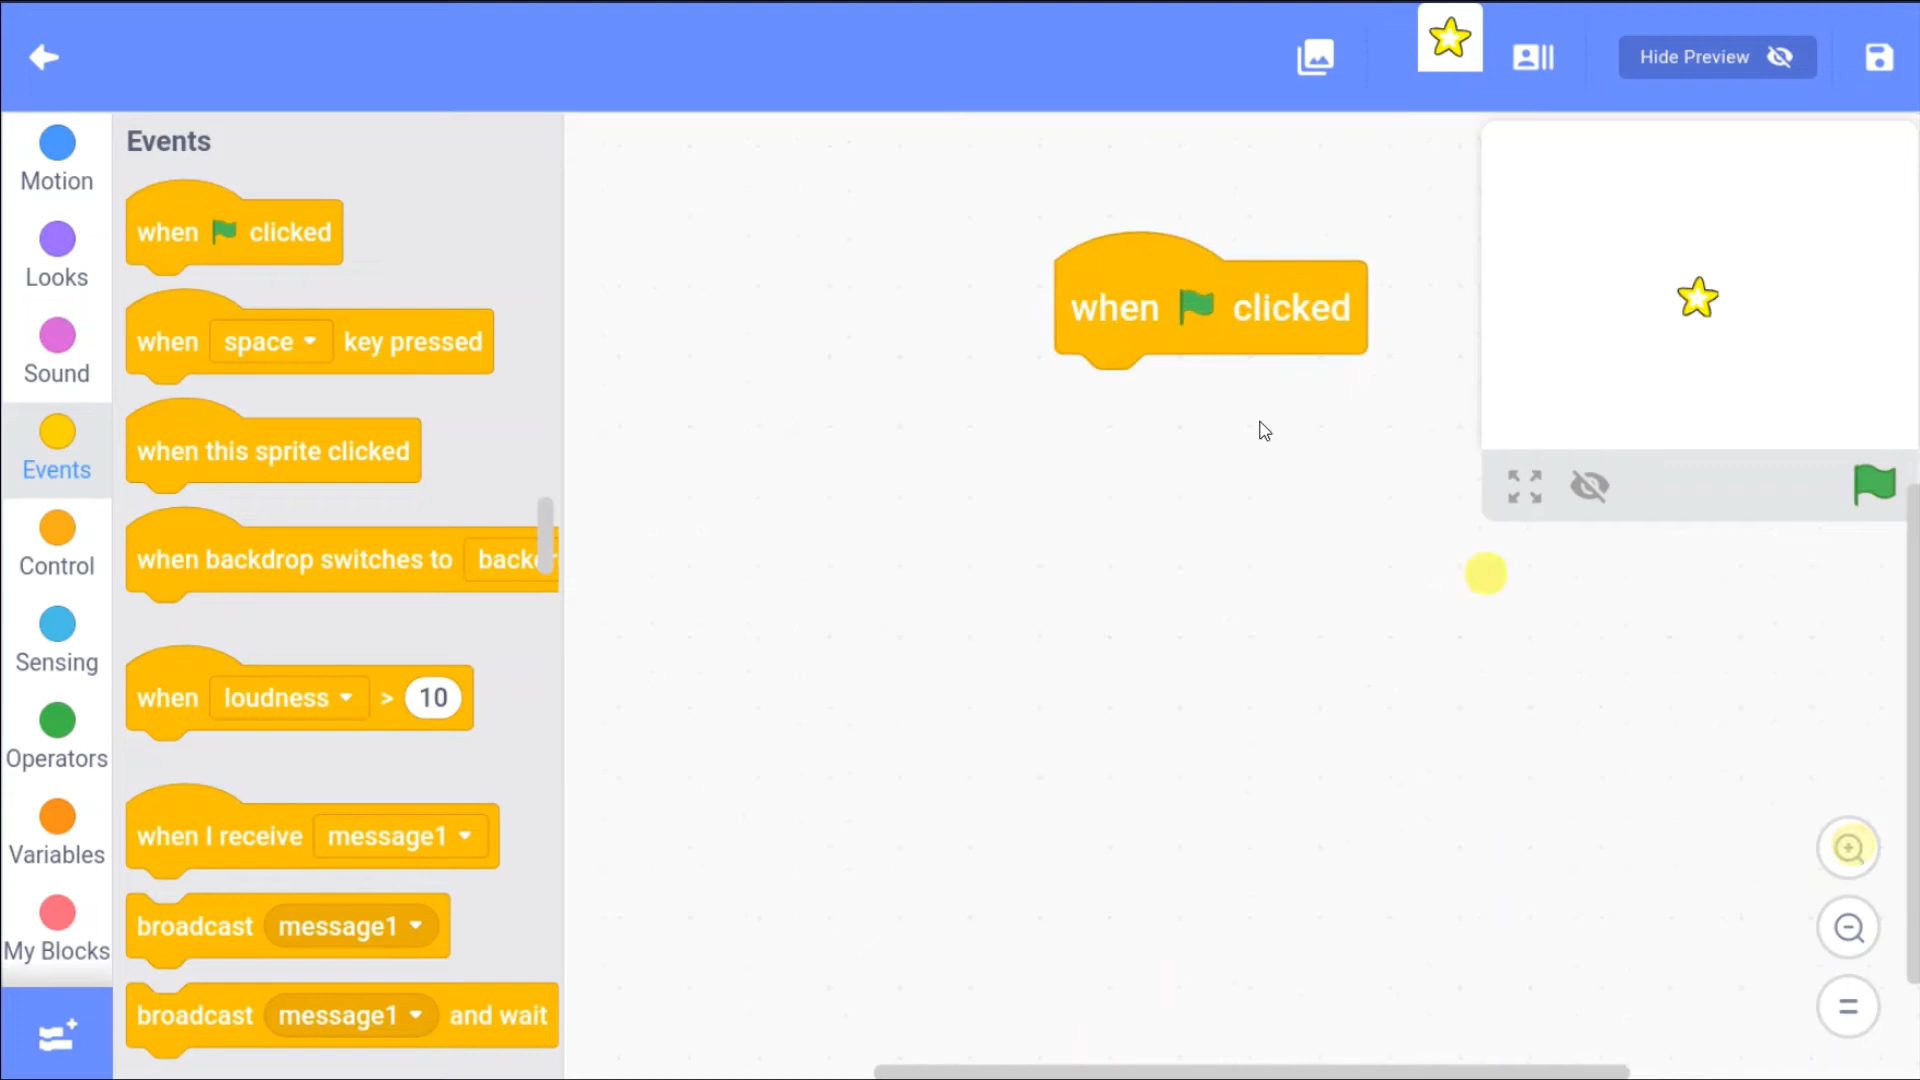 Hide Preview
Motion
Looks
Sound
Events
Control
Sensing
Operators
Variables
My Blocks
Events
when clicked
when space key pressed
when this sprite clicked
when backdrop switches to
when loudness > 10
when I receive message1
broadcast message1
broadcast message1 and wait
when clicked